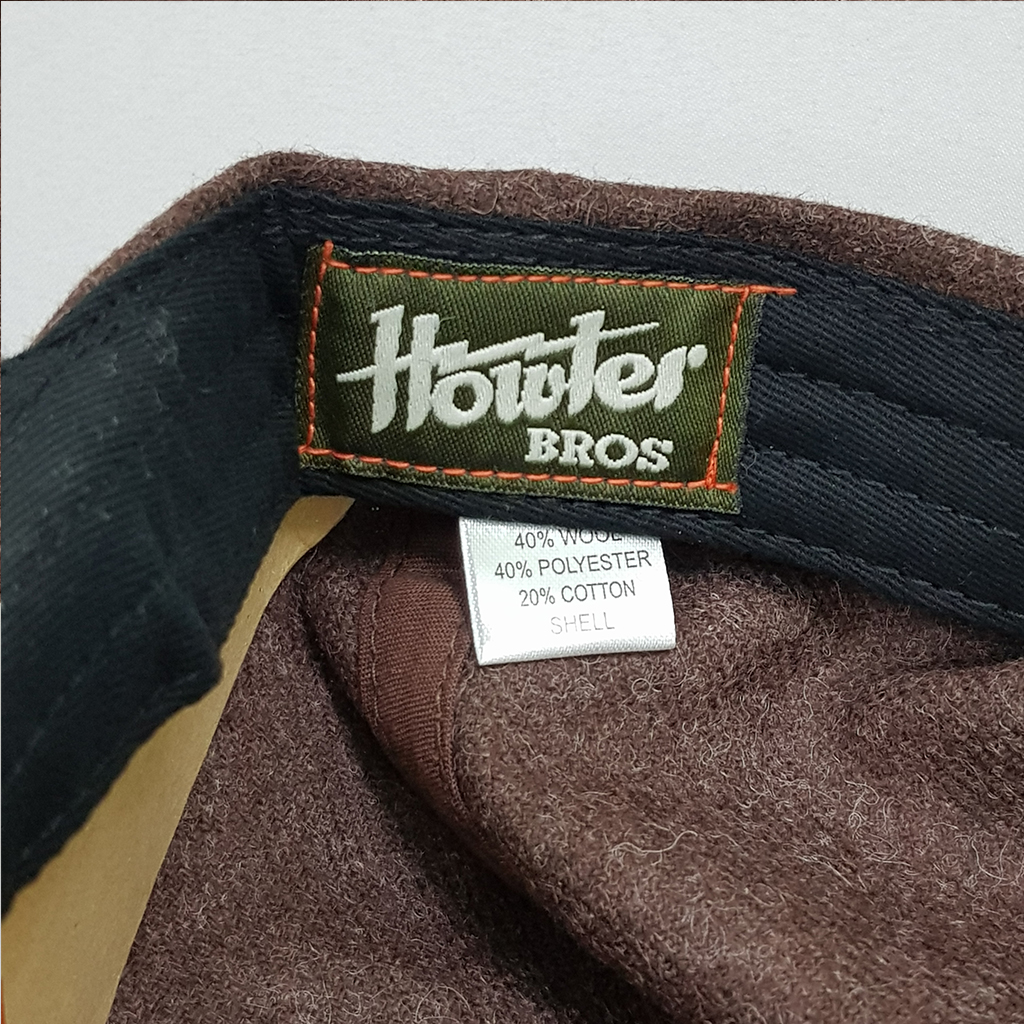 Howler
BROS
40% WOOL
40% POLYESTER
20% COTTON
SHELL